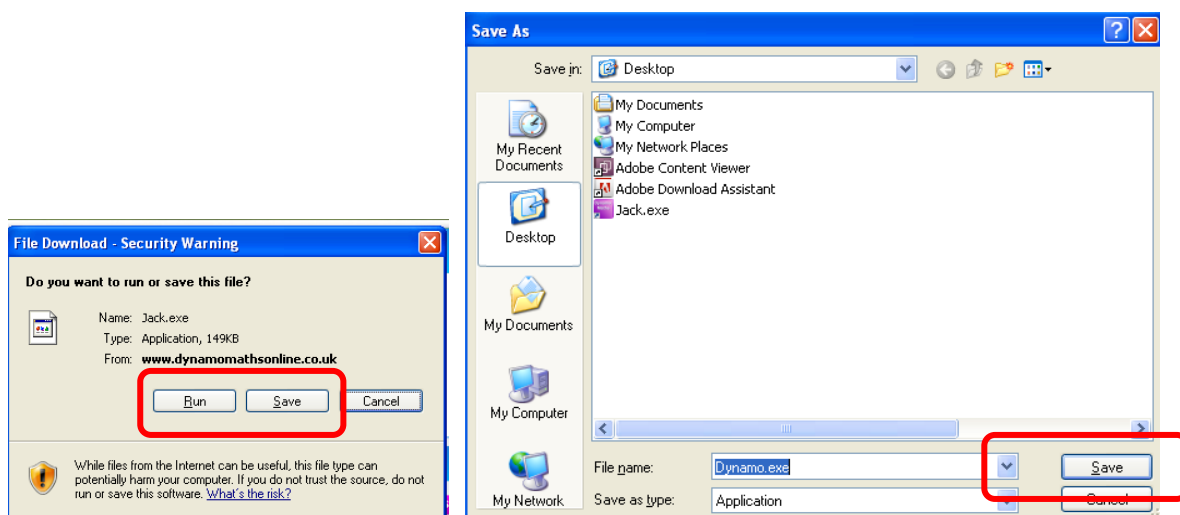 File Download - Security Warning
Do you want to run or save this file?
Name: Jack.exe
Type: Application, 149KB
From: www.dynamomathsonline.co.uk
Run Save Cancel
While files from the Internet can be useful, this file type can
potentially harm your computer. If you do not trust the source, do not
run or save this software. What's the risk?
Save As
Save in: Desktop
My Recent
Documents
Desktop
My Documents
My Computer
My Network
My Documents
My Computer
My Network Places
Adobe Content Viewer
Adobe Download Assistant
Jack.exe
File name: Dynamo.exe Save
Save as type: Application Cancel